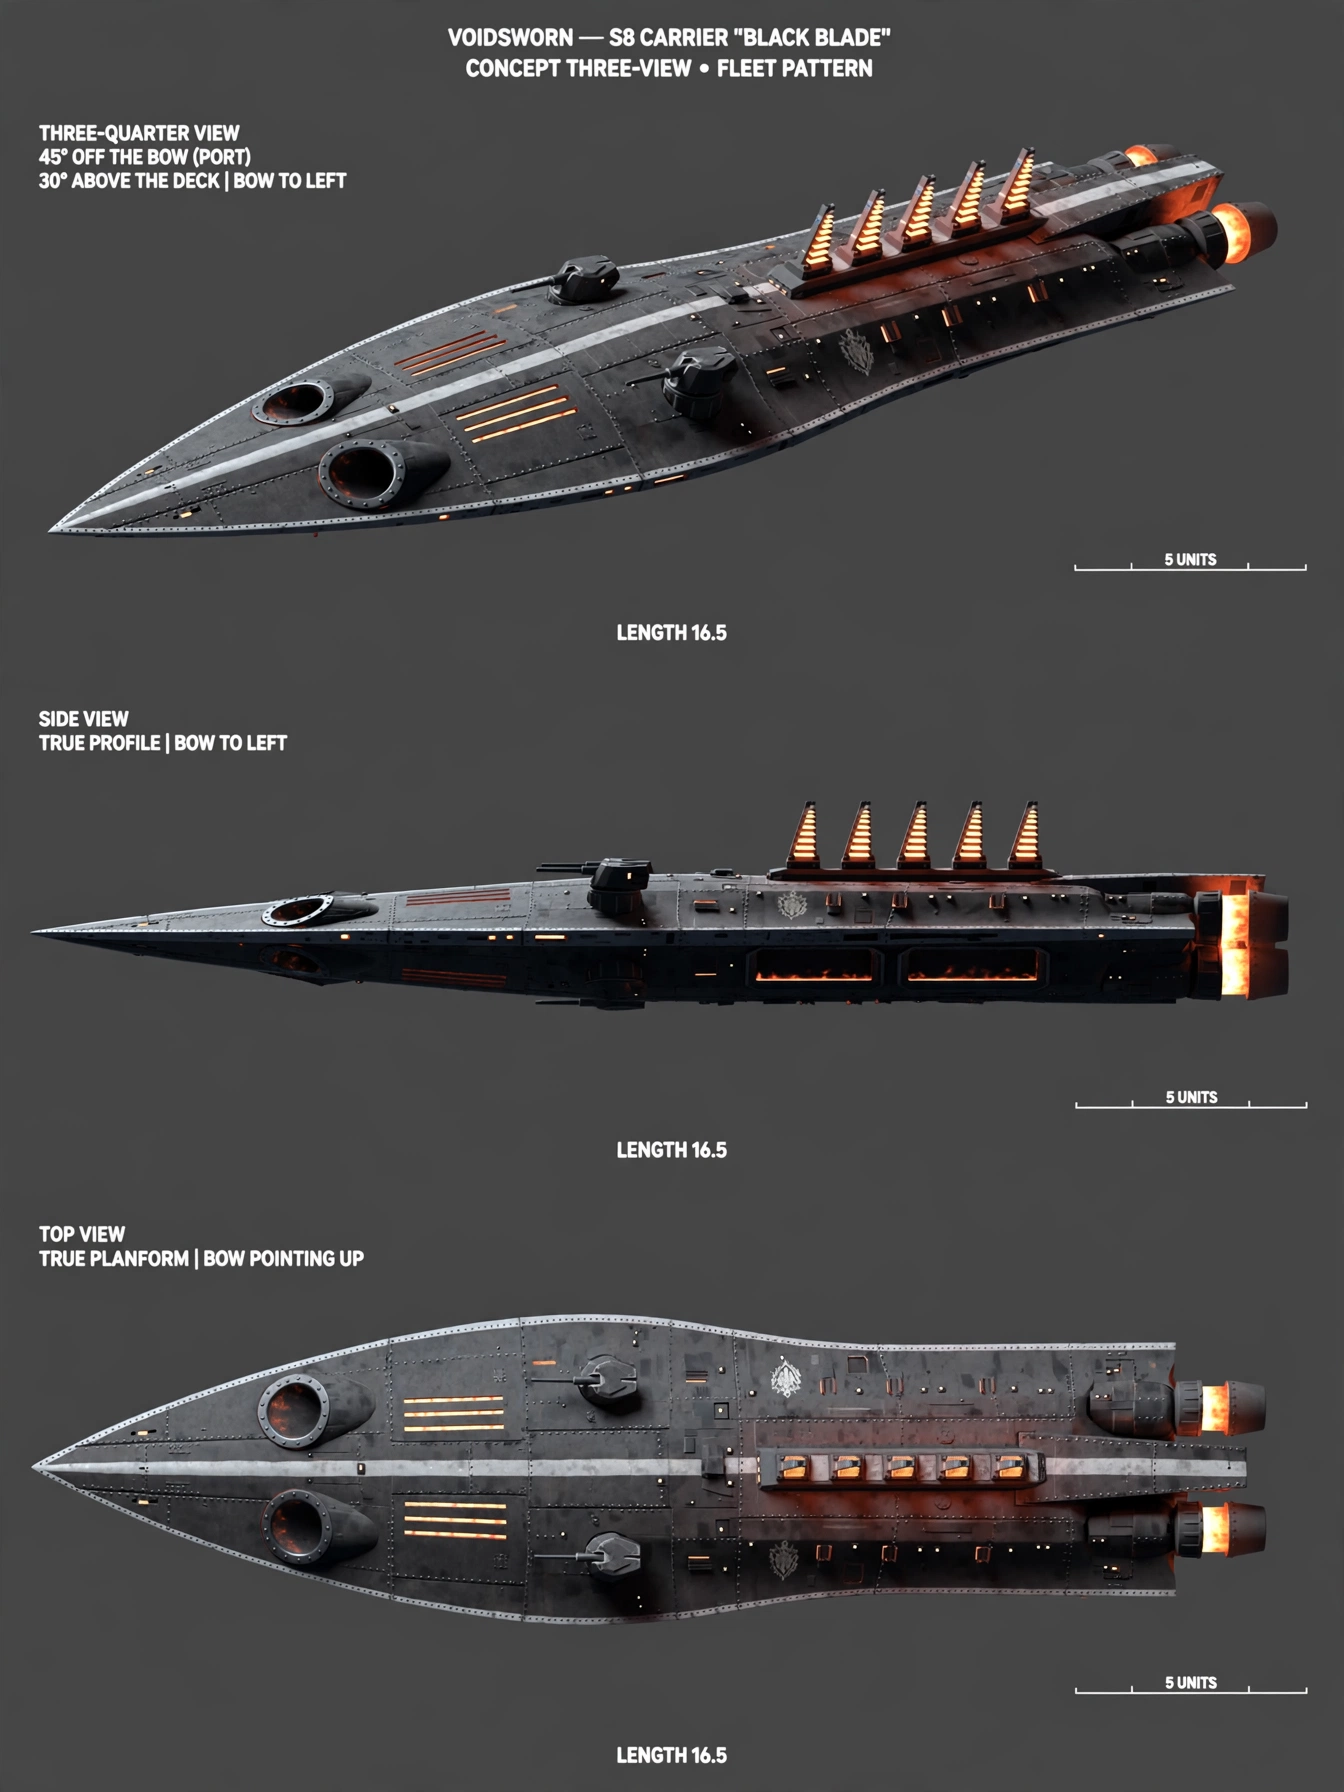 VOIDSWORN — S8 CARRIER "BLACK BLADE"
CONCEPT THREE-VIEW • FLEET PATTERN
THREE-QUARTER VIEW
45° OFF THE BOW (PORT)
30° ABOVE THE DECK | BOW TO LEFT
5 UNITS
LENGTH 16.5
SIDE VIEW
TRUE PROFILE | BOW TO LEFT
5 UNITS
LENGTH 16.5
TOP VIEW
TRUE PLANFORM | BOW POINTING UP
5 UNITS
LENGTH 16.5